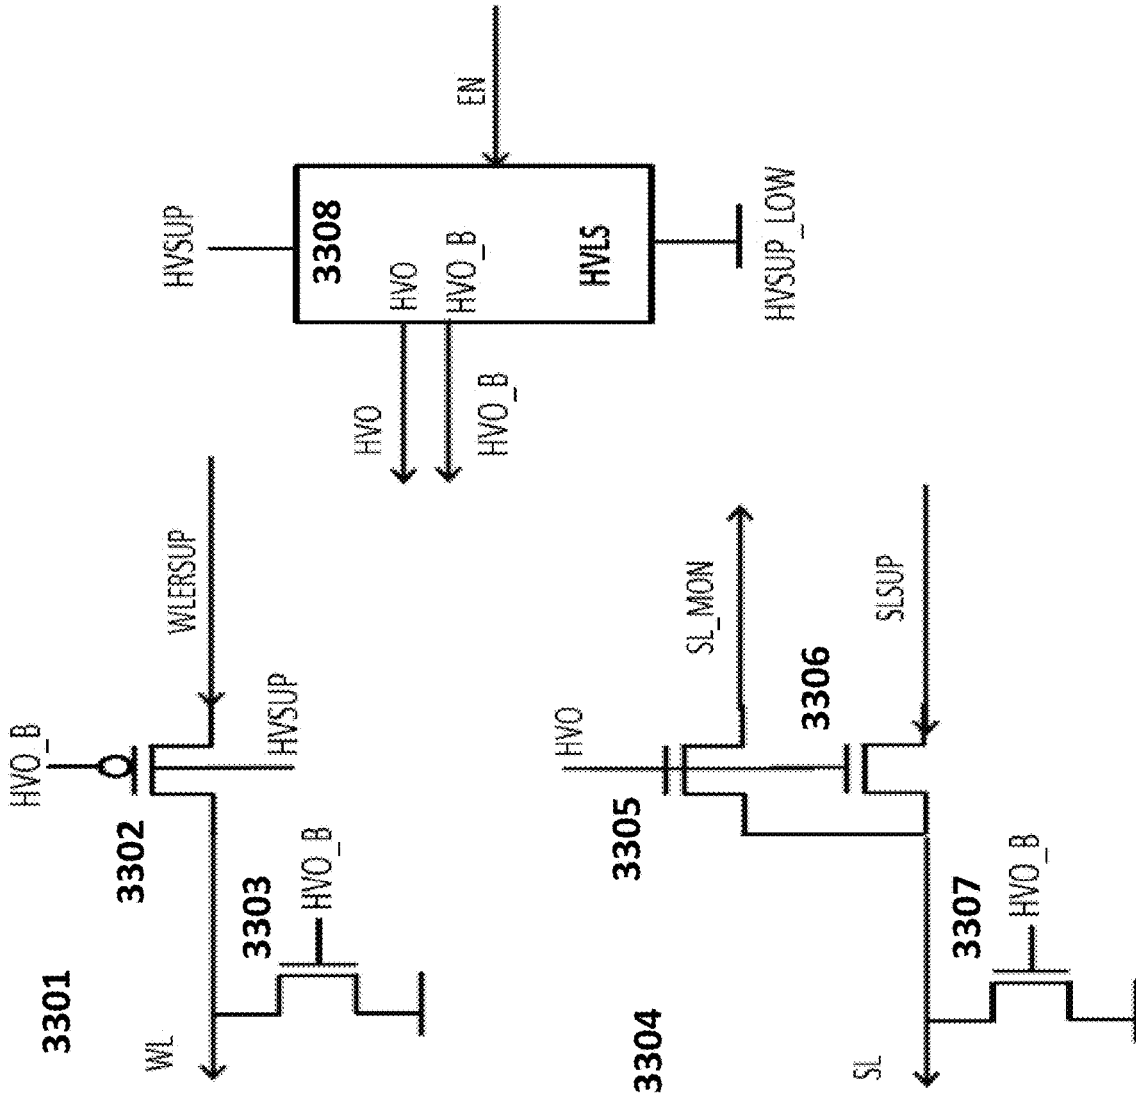 3301
WL
3302
HVO_B
3303
HVO_B
HVSUP
WLERSUP
3304
SL
3305
HVO
SL_MON
3306
SLSUP
3307
HVO_B
HVO
HVO_B
HVSUP
3308
HVO
HVO_B
HVLS
EN
HVSUP_LOW